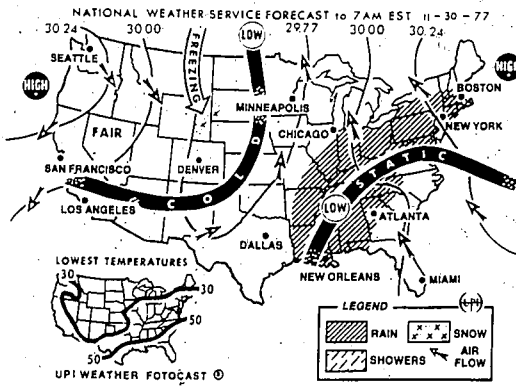 NATIONAL WEATHER SERVICE FORECAST to 7AM EST 11-30-77
30.24
30.00
FREEZING
LOW
29.77
30.00
30.24
SEATTLE
HIGH
HIGH
BOSTON
MINNEAPOLIS
NEW YORK
CHICAGO
FAIR
SAN FRANCISCO
DENVER
COLD
STATIC
LOS ANGELES
LOW
ATLANTA
DALLAS
NEW ORLEANS
MIAMI
LOWEST TEMPERATURES
30
30
50
50
UPI WEATHER FOTOCAST
LEGEND
UPI
RAIN
SNOW
SHOWERS
AIR
FLOW